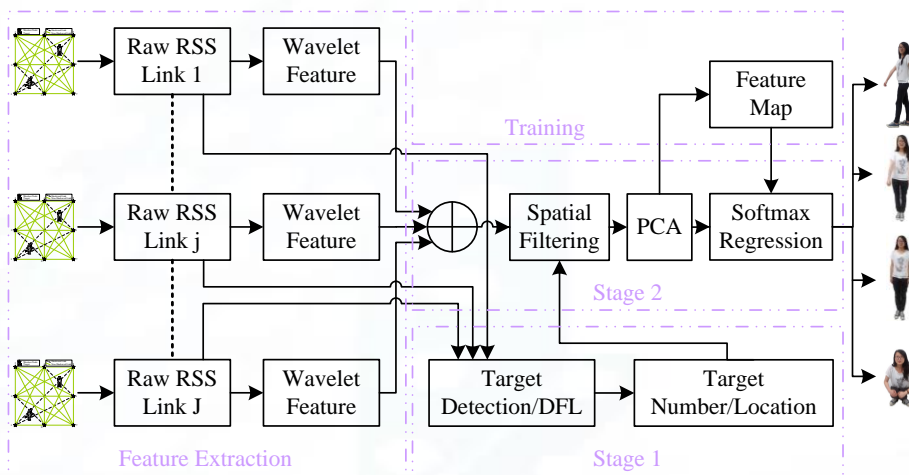 Raw RSS
Link 1
Wavelet
Feature
Feature
Map
Training
Raw RSS
Link j
Wavelet
Feature
Spatial
Filtering
PCA
Softmax
Regression
Stage 2
Raw RSS
Link J
Wavelet
Feature
Target
Detection/DFL
Target
Number/Location
Feature Extraction
Stage 1